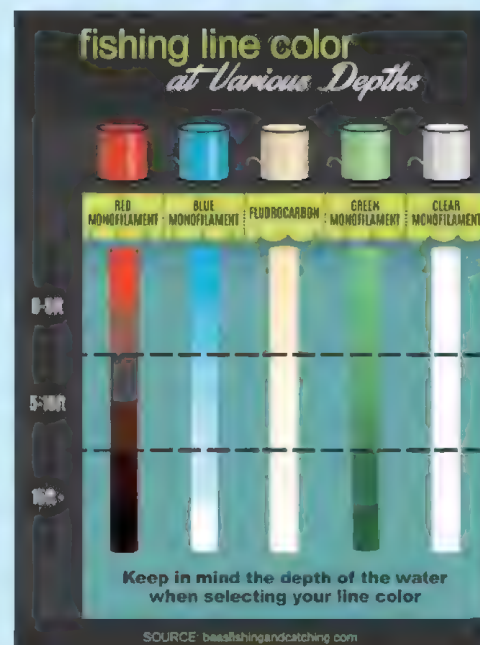 fishing line color
at Various Depths
RED
MONOFILAMENT
BLUE
MONOFILAMENT
FLUOROCARBON
GREEN
MONOFILAMENT
CLEAR
MONOFILAMENT
Keep in mind the depth of the water
when selecting your line color
SOURCE: bassfishingandcatching.com